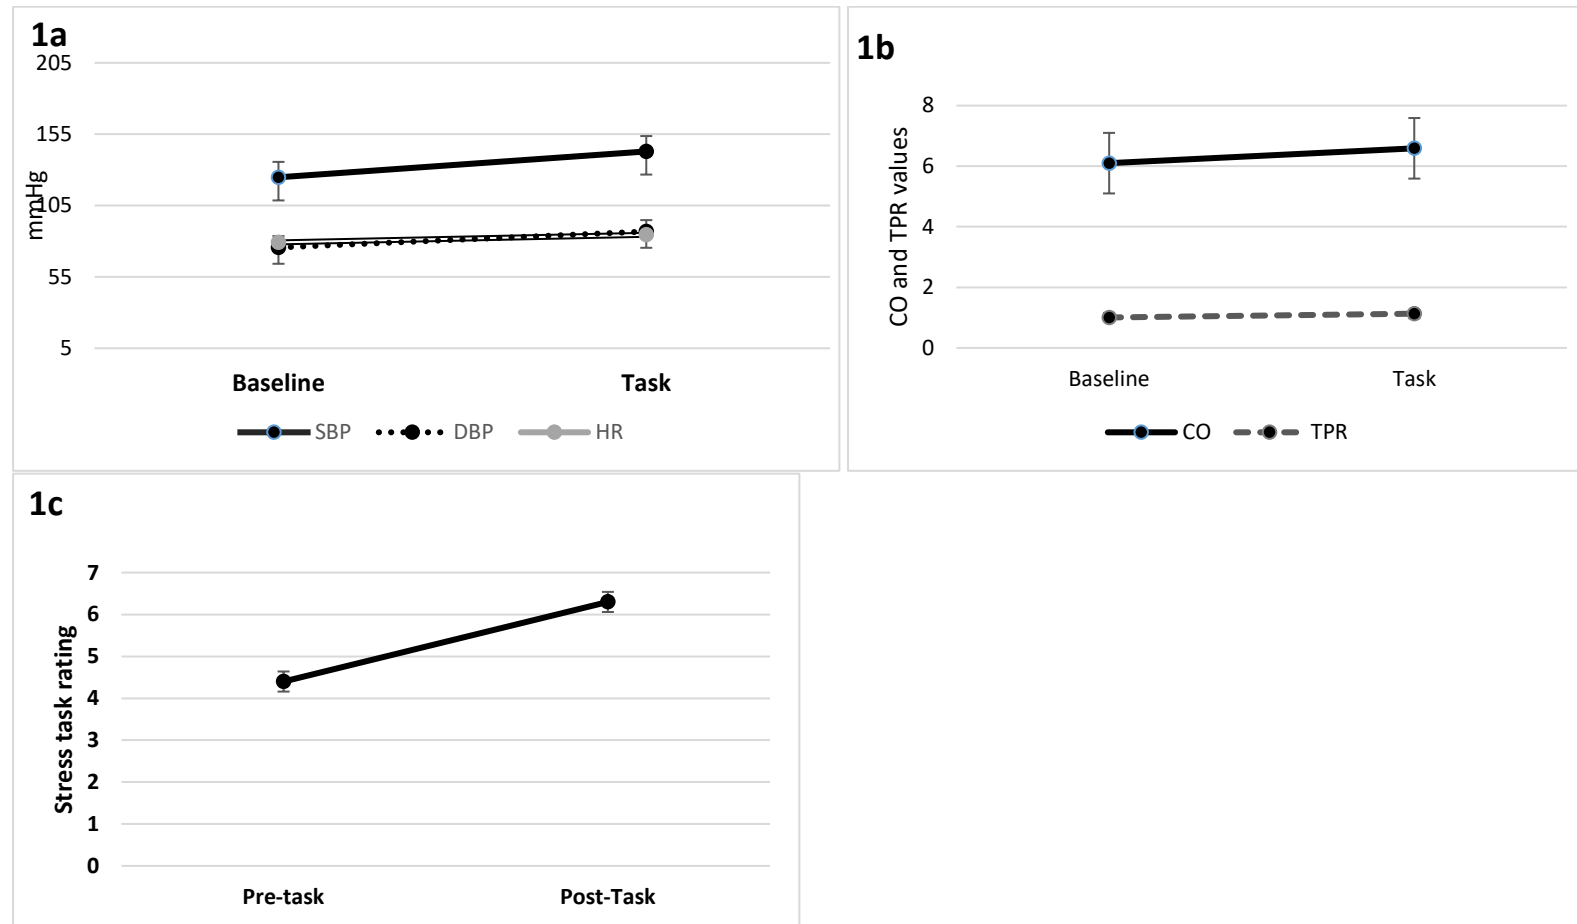 1a
205
155
105
55
5
mmHg
Baseline Task
SBP DBP HR
1b
8
6
4
2
0
CO and TPR values
Baseline Task
CO TPR
1c
7
6
5
4
3
2
1
0
Stress task rating
Pre-task Post-Task